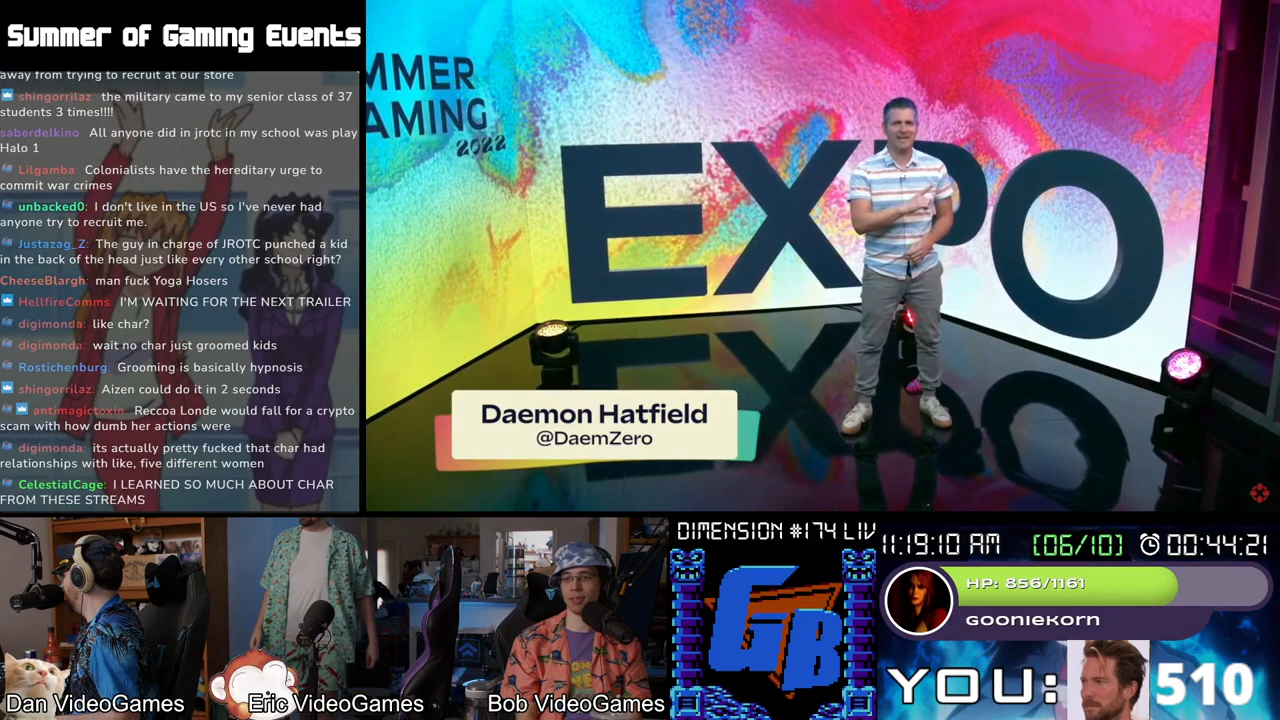 Summer of Gaming Events
away from trying to recruit at our store
shingorrilaz: the military came to my senior class of 37
students 3 times!!!!
saberdelkino: All anyone did in jrotc in my school was play
Halo 1
Lilgamba: Colonialists have the hereditary urge to
commit war crimes
unbacked0: I don't live in the US so I've never had
anyone try to recruit me.
Justazag_Z: The guy in charge of JROTC punched a kid
in the back of the head just like every other school right?
CheeseBlargh: man fuck Yoga Hosers
HellfireComms: I'M WAITING FOR THE NEXT TRAILER
digimonda: like char?
digimonda: wait no char just groomed kids
Rostichenburg: Grooming is basically hypnosis
shingorrilaz: Aizen could do it in 2 seconds
antimagictoxin: Reccoa Londe would fall for a crypto
scam with how dumb her actions were
digimonda: its actually pretty fucked that char had
relationships with like, five different women
CelestialCage: I LEARNED SO MUCH ABOUT CHAR
FROM THESE STREAMS
MMER
AMING
2022
EXPO
Daemon Hatfield
@DaemZero
Dan VideoGames
Eric VideoGames
Bob VideoGames
DIMENSION #174 LIV
GB
11:19:10 AM
[06/10]
00:44:21
HP: 856/1161
GOONIEKORN
YOU:
510